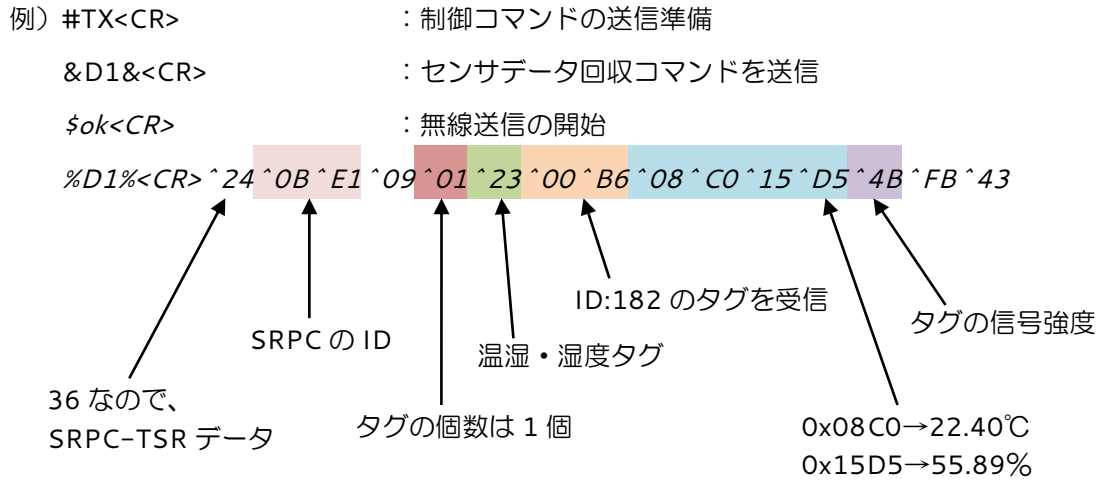 例）#TX<CR> ：制御コマンドの送信準備
&D1&<CR> ：センサデータ回収コマンドを送信
$ok<CR> ：無線送信の開始
%D1%<CR>^24^0B^E1^09^01^23^00^B6^08^C0^15^D5^4B^FB^43
ID:182 のタグを受信
タグの信号強度
SRPC の ID
温湿・湿度タグ
36 なので、
SRPC-TSR データ
タグの個数は 1 個
0x08C0→22.40℃
0x15D5→55.89%